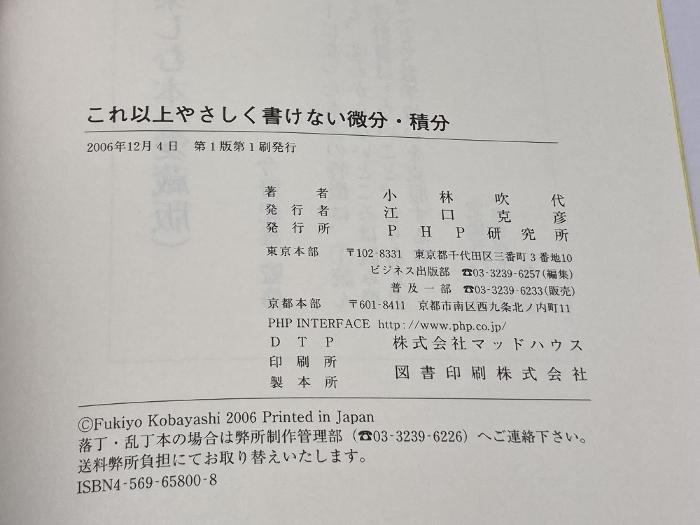 これ以上やさしく書けない微分・積分
2006年12月4日　第1版第1刷発行
著者　小林吹代
発行者　江口克彦
発行所　PHP研究所
東京本部　〒102-8331　東京都千代田区三番町3番地10
ビジネス出版部　☎03-3239-6257(編集)
普及一部　☎03-3239-6233(販売)
京都本部　〒601-8411　京都市南区西九条北ノ内町11
PHP INTERFACE http://www.php.co.jp/
DTP　株式会社マッドハウス
印刷所
製本所　図書印刷株式会社
©Fukiyo Kobayashi 2006 Printed in Japan
落丁・乱丁本の場合は弊所制作管理部（☎03-3239-6226）へご連絡下さい。
送料弊所負担にてお取り替えいたします。
ISBN4-569-65800-8